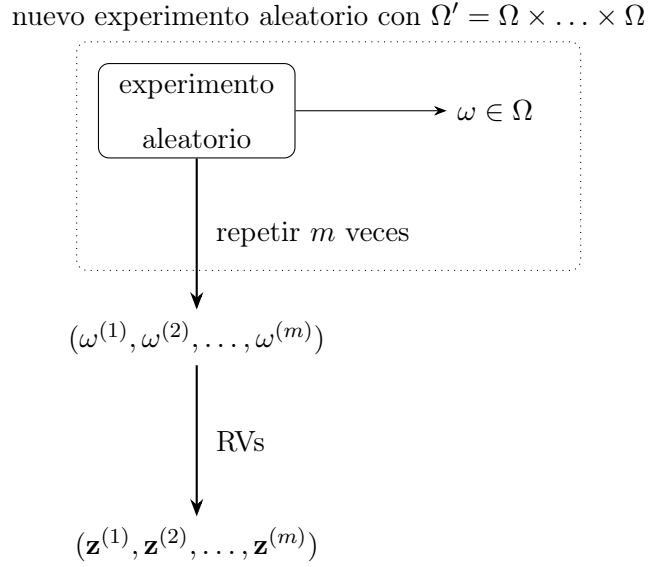 nuevo experimento aleatorio con Ω′ = Ω × … × Ω
experimento
aleatorio
ω ∈ Ω
repetir m veces
(ω⁽¹⁾, ω⁽²⁾, …, ω⁽ᵐ⁾)
RVs
(𝐳⁽¹⁾, 𝐳⁽²⁾, …, 𝐳⁽ᵐ⁾)